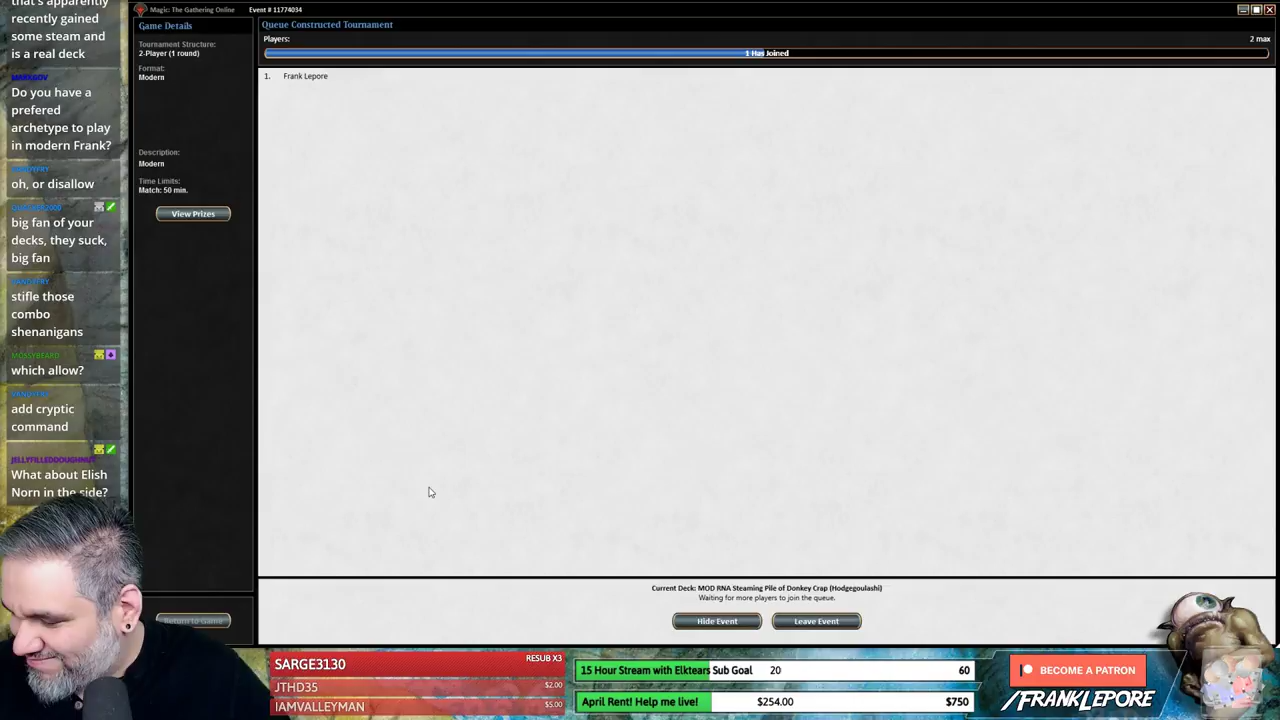 that's apparently
recently gained
some steam and
is a real deck
Do you have a
prefered
archetype to play
in modern Frank?
oh, or disallow
big fan of your
decks, they suck,
big fan
stifle those
combo
shenanigans
MOSSYBEARD
which allow?
add cryptic
command
JELLYFILLEDDOUGHNUT
What about Elish
Norn in the side?
Magic: The Gathering Online Event # 11774034
Game Details
Tournament Structure:
2-Player (1 round)
Format:
Modern
Description:
Modern
Time Limits:
Match: 50 min.
View Prizes
Return to Game
Queue Constructed Tournament
Players: 2 max
1 Has Joined
1. Frank Lepore
Current Deck: MOD RNA Steaming Pile of Donkey Crap (Hodgegoulashi)
Waiting for more players to join the queue.
Hide Event Leave Event
SARGE3130 RESUB X3
JTHD35 $2.00
IAMVALLEYMAN $5.00
15 Hour Stream with Elktears Sub Goal 20 60
April Rent! Help me live! $254.00 $750
BECOME A PATRON
/FRANKLEPORE